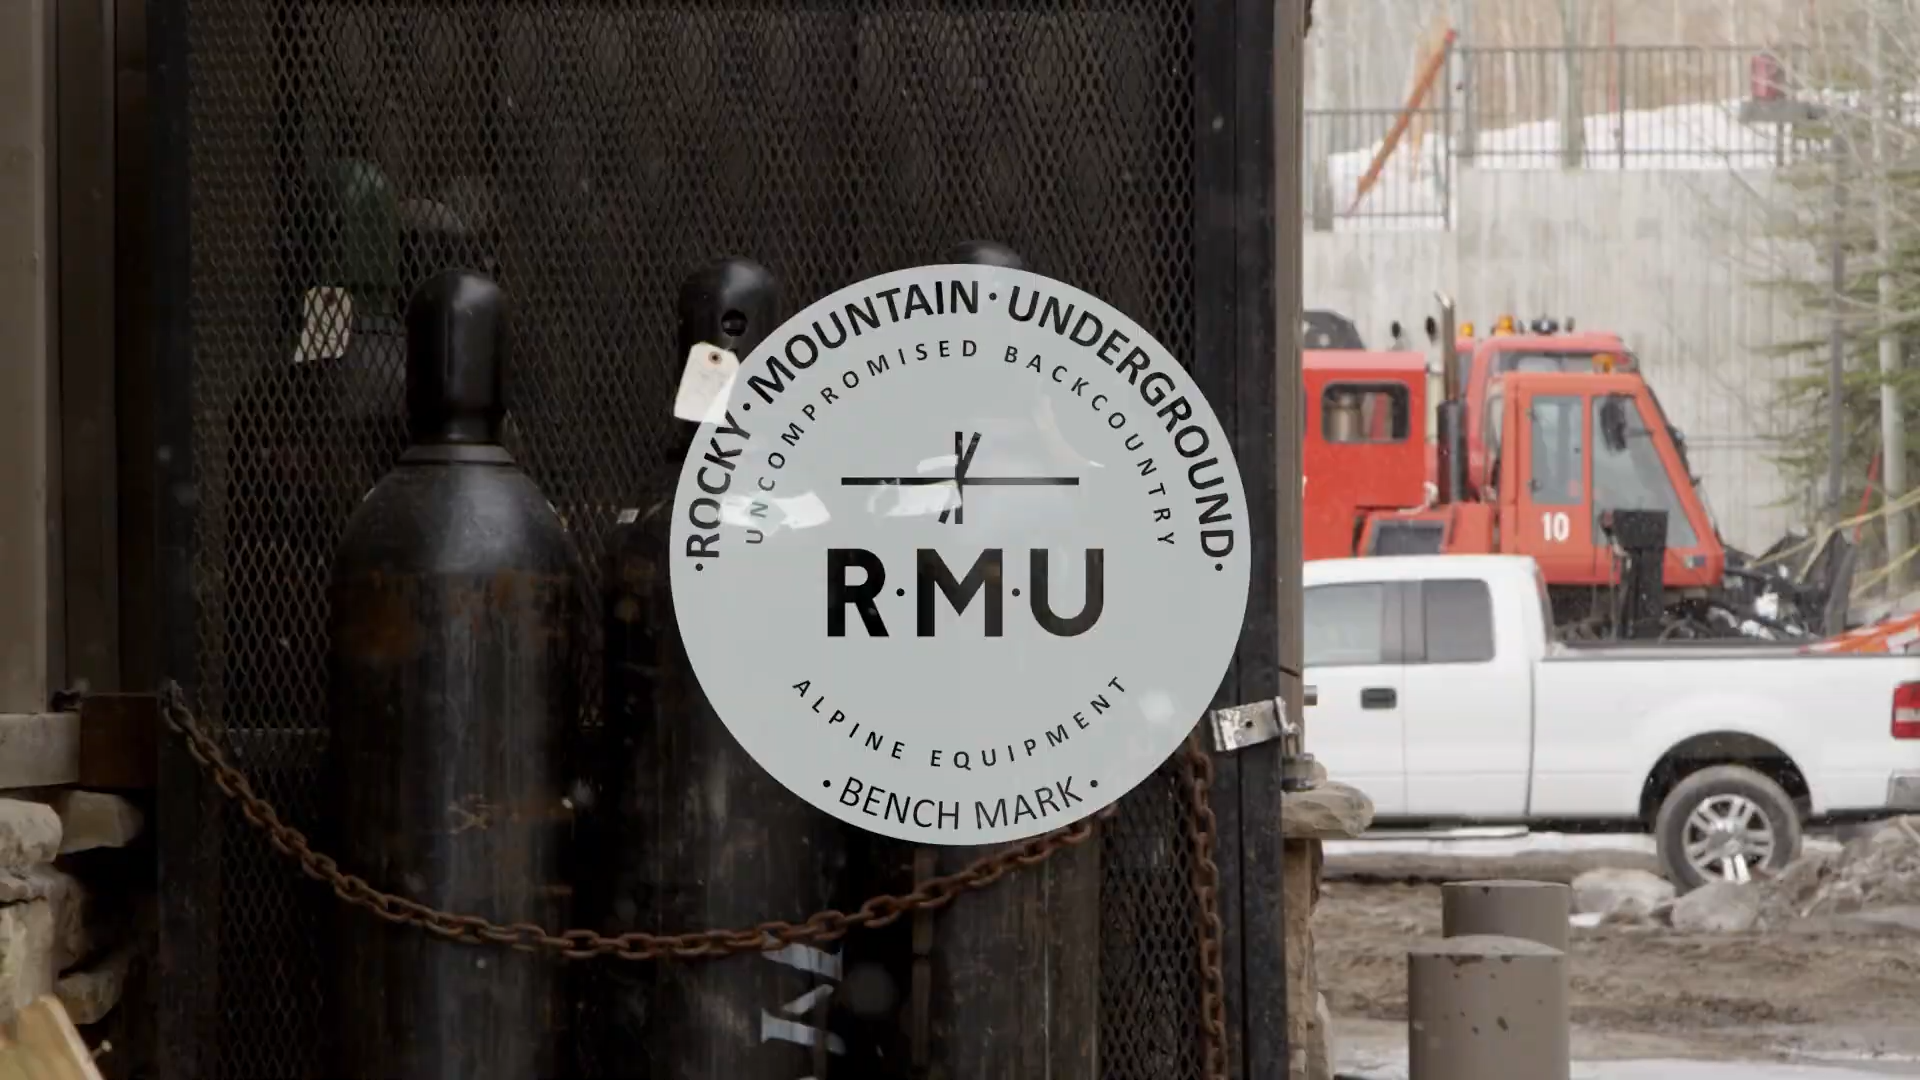 ·ROCKY·MOUNTAIN·UNDERGROUND·
UNCOMPROMISED BACKCOUNTRY
R·M·U
ALPINE EQUIPMENT
·BENCH MARK·
10